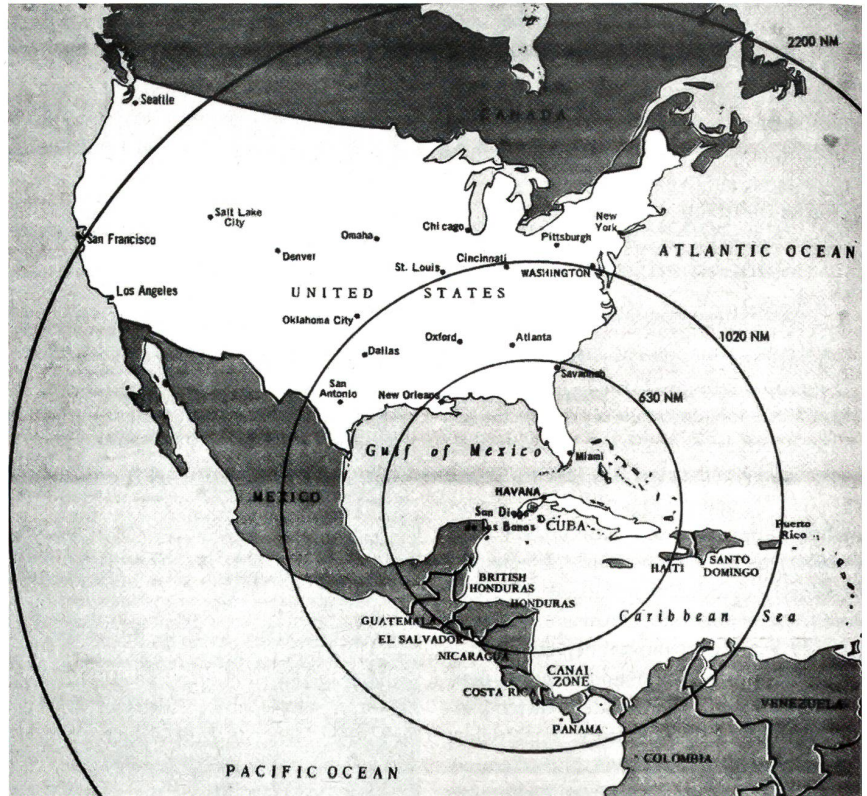 2200 NM
Seattle
CANADA
Salt Lake
City
New
York
Omaha
Chicago
Pittsburgh
San Francisco
Denver
Cincinnati
ATLANTIC OCEAN
St. Louis
WASHINGTON
Los Angeles
UNITED STATES
Oklahoma City
Oxford
Atlanta
1020 NM
Dallas
Savannah
San
Antonio
New Orleans
630 NM
Gulf of Mexico
Miami
MEXICO
HAVANA
San Diego
de los Banos
CUBA
Puerto
Rico
HAITI
SANTO
DOMINGO
BRITISH
HONDURAS
HONDURAS
Caribbean Sea
GUATEMALA
EL SALVADOR
NICARAGUA
CANAL
ZONE
COSTA RICA
VENEZUELA
PANAMA
COLOMBIA
PACIFIC OCEAN